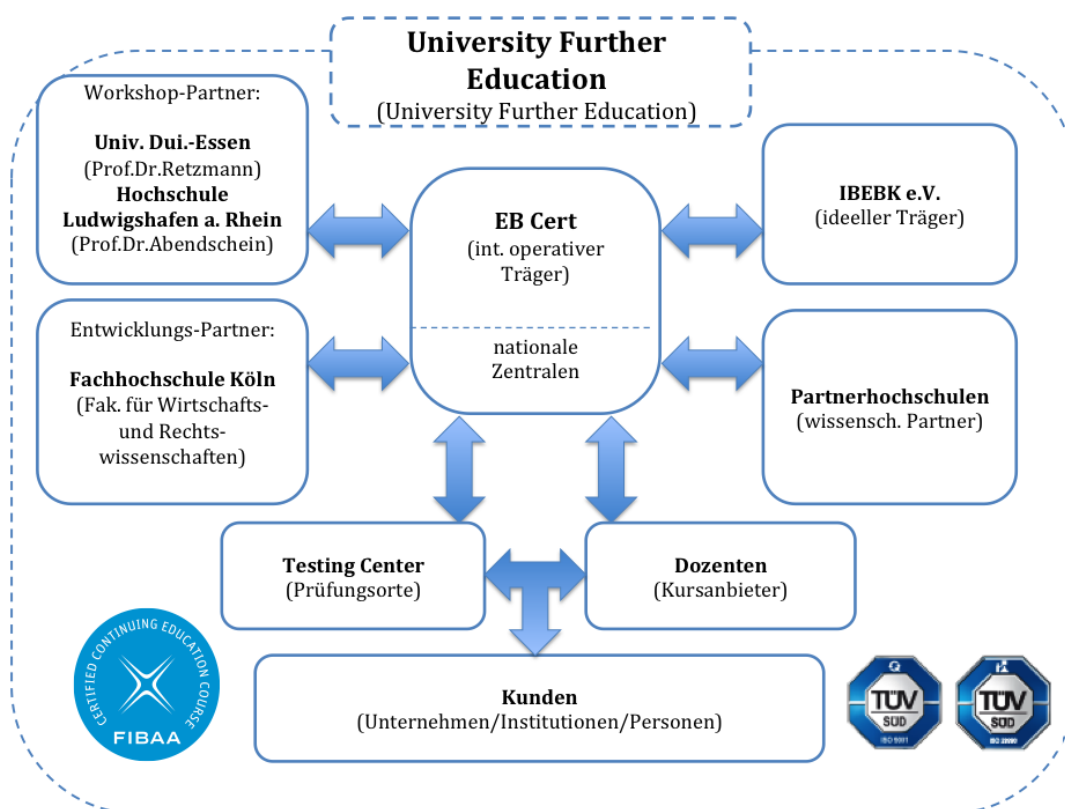 University Further
Education
(University Further Education)
Workshop-Partner:
Univ. Dui.-Essen
(Prof.Dr.Retzmann)
Hochschule
Ludwigshafen a. Rhein
(Prof.Dr.Abendschein)
EB Cert
(int. operativer
Träger)
nationale
Zentralen
IBEBK e.V.
(ideeller Träger)
Entwicklungs-Partner:
Fachhochschule Köln
(Fak. für Wirtschafts-
und Rechts-
wissenschaften)
Partnerhochschulen
(wissensch. Partner)
Testing Center
(Prüfungsorte)
Dozenten
(Kursanbieter)
Kunden
(Unternehmen/Institutionen/Personen)
CERTIFIED CONTINUING EDUCATION COURSE
FIBAA
TÜV
SÜD
ISO 9001
TÜV
SÜD